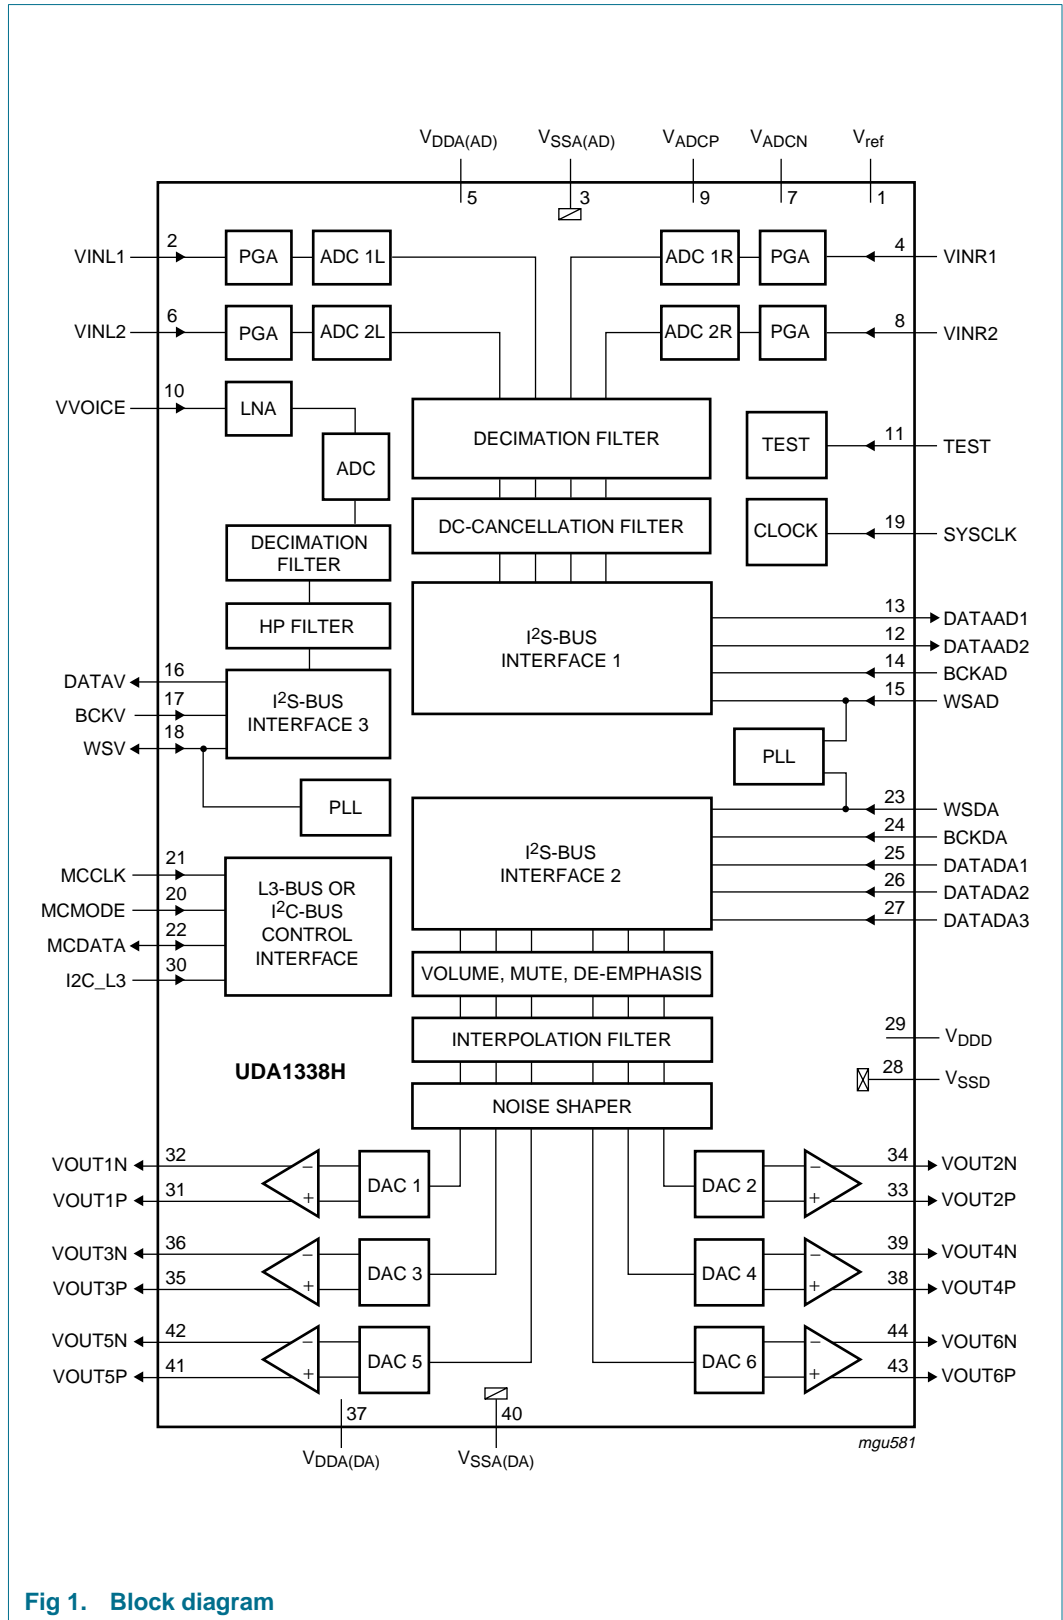 VDDA(AD) VSSA(AD) VADCP VADCN Vref
5 3 9 7 1
VINL1 2 PGA ADC 1L ADC 1R PGA 4 VINR1
VINL2 6 PGA ADC 2L ADC 2R PGA 8 VINR2
VVOICE 10 LNA
DECIMATION FILTER TEST 11 TEST
ADC
DC-CANCELLATION FILTER CLOCK 19 SYSCLK
DECIMATION
FILTER
HP FILTER
I2S-BUS
INTERFACE 1
13 DATAAD1
12 DATAAD2
14 BCKAD
15 WSAD
DATAV 16
BCKV 17
WSV 18
I2S-BUS
INTERFACE 3
PLL
PLL
I2S-BUS
INTERFACE 2
23 WSDA
24 BCKDA
25 DATADA1
26 DATADA2
27 DATADA3
MCCLK 21
MCMODE 20
MCDATA 22
I2C_L3 30
L3-BUS OR
I2C-BUS
CONTROL
INTERFACE
VOLUME, MUTE, DE-EMPHASIS
INTERPOLATION FILTER
29 VDDD
UDA1338H
28 VSSD
NOISE SHAPER
VOUT1N 32 − DAC 1 DAC 2 − 34 VOUT2N
VOUT1P 31 + + 33 VOUT2P
VOUT3N 36 − DAC 3 DAC 4 − 39 VOUT4N
VOUT3P 35 + + 38 VOUT4P
VOUT5N 42 − DAC 5 DAC 6 − 44 VOUT6N
VOUT5P 41 + + 43 VOUT6P
37 40
VDDA(DA) VSSA(DA)
mgu581
Fig 1. Block diagram